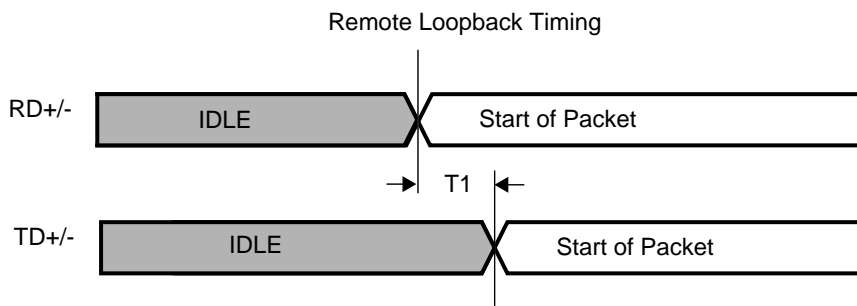 Remote Loopback Timing
RD+/-
IDLE
Start of Packet
T1
TD+/-
IDLE
Start of Packet